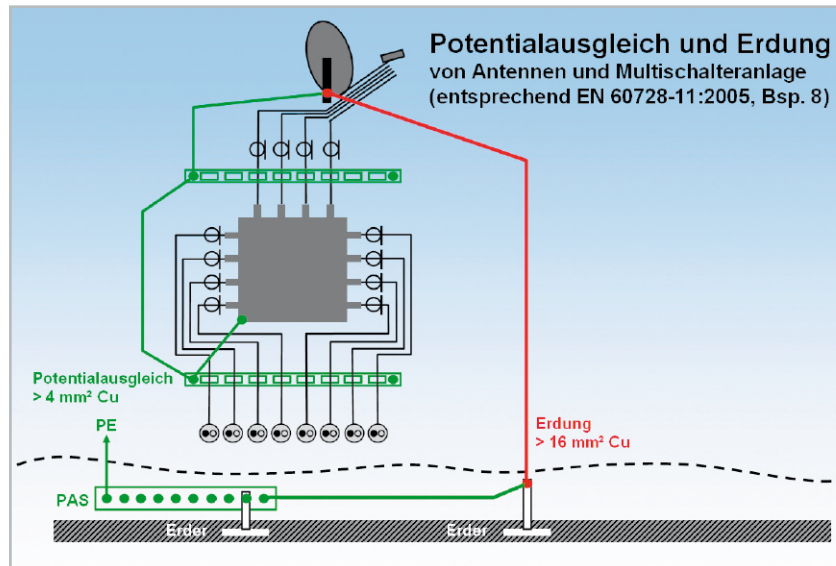 Potentialausgleich und Erdung
von Antennen und Multischalteranlage
(entsprechend EN 60728-11:2005, Bsp. 8)
Potentialausgleich
> 4 mm² Cu
PE
Erdung
> 16 mm² Cu
PAS
Erder
Erder